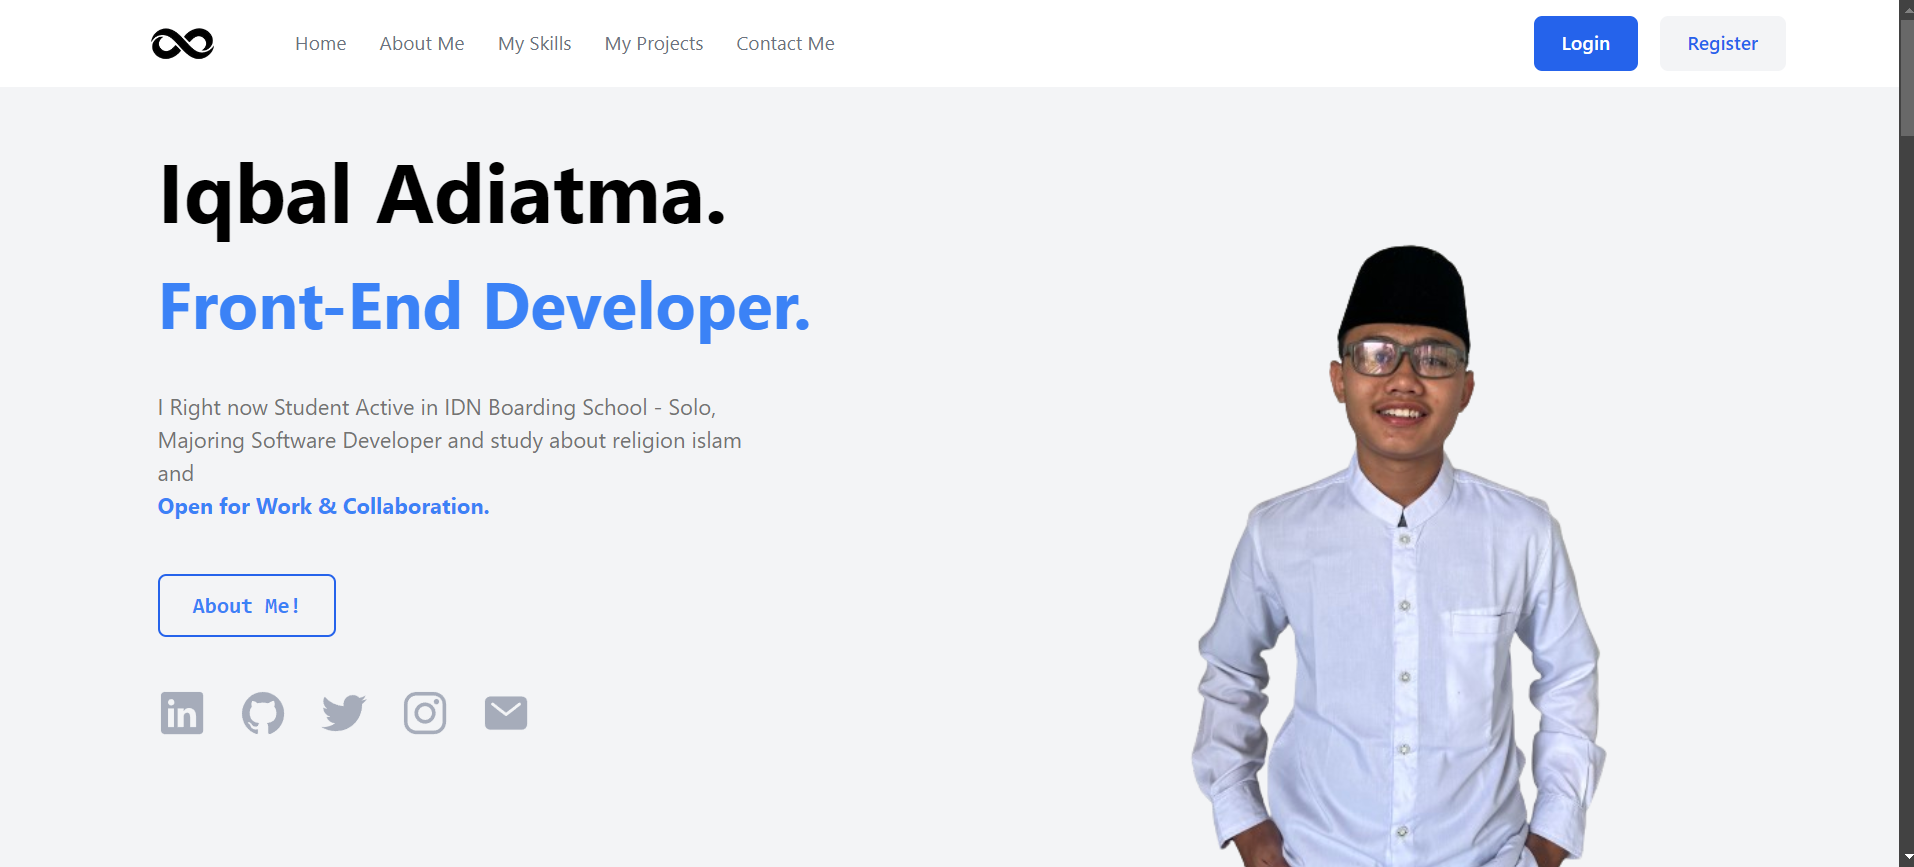 Home About Me My Skills My Projects Contact Me Login Register
Iqbal Adiatma.
Front-End Developer.
I Right now Student Active in IDN Boarding School - Solo,
Majoring Software Developer and study about religion islam
and
Open for Work & Collaboration.
About Me!
in